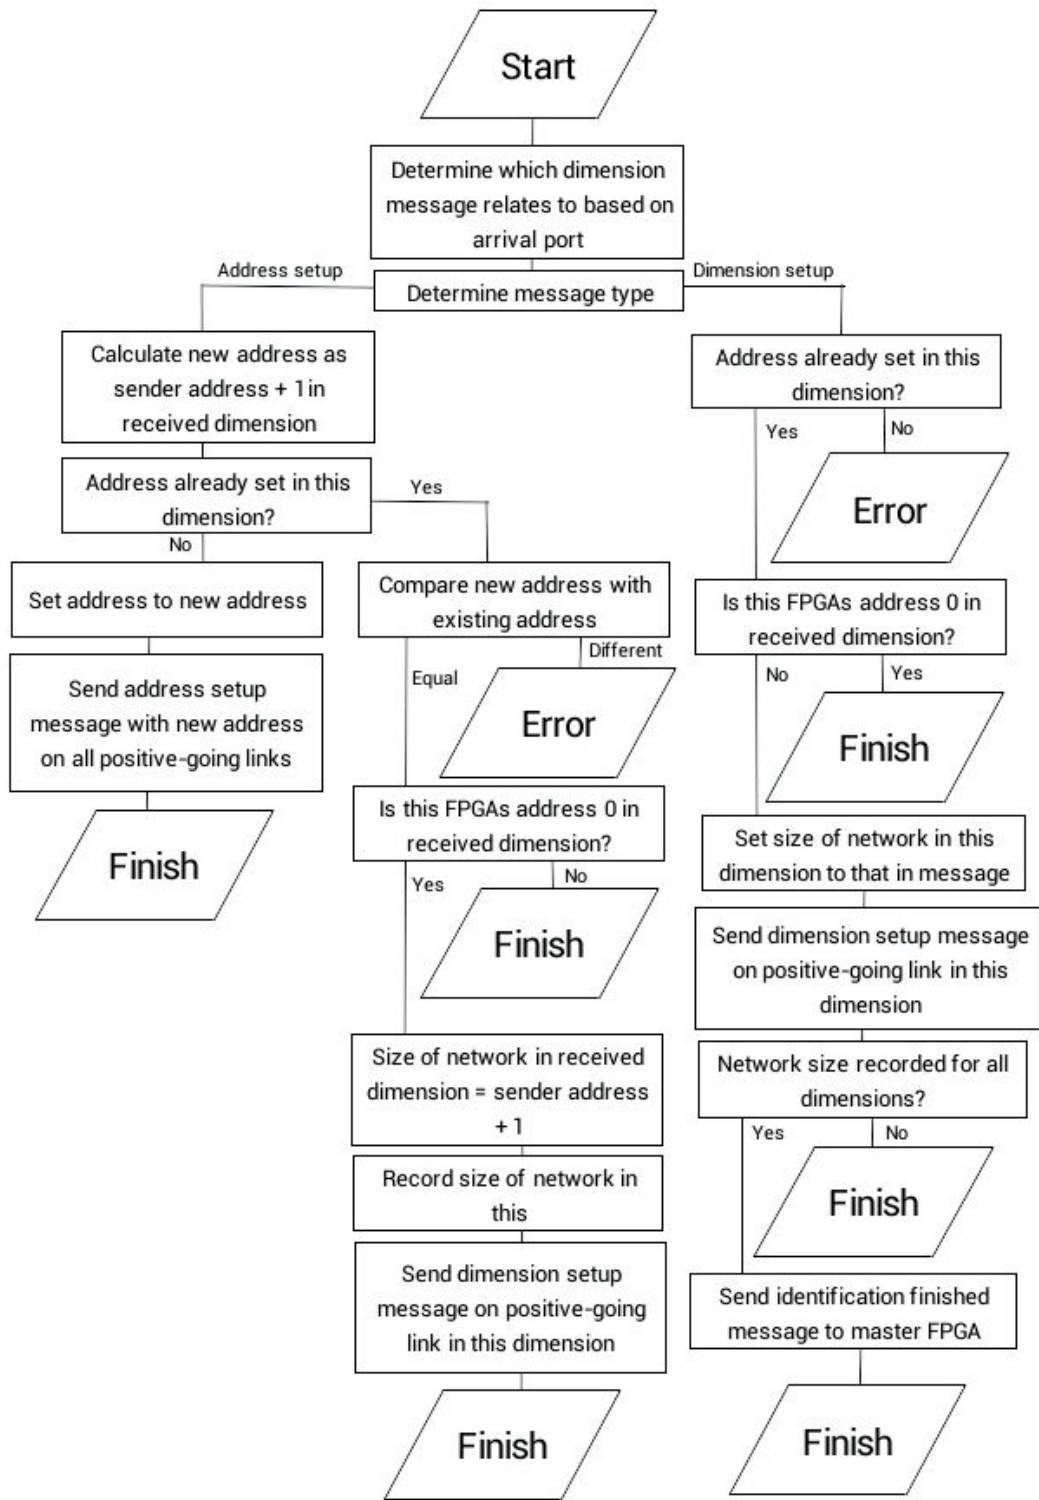 Start
Determine which dimension
message relates to based on
arrival port
Address setup
Dimension setup
Determine message type
Calculate new address as
sender address + 1 in
received dimension
Address already set in this
dimension?
Yes
No
Set address to new address
Send address setup
message with new address
on all positive-going links
Finish
Compare new address with
existing address
Different
Equal
Error
Is this FPGAs address 0 in
received dimension?
Yes
No
Finish
Size of network in received
dimension = sender address
+ 1
Record size of network in
this
Send dimension setup
message on positive-going
link in this dimension
Finish
Address already set in this
dimension?
Yes
No
Error
Is this FPGAs address 0 in
received dimension?
No
Yes
Finish
Set size of network in this
dimension to that in message
Send dimension setup message
on positive-going link in this
dimension
Network size recorded for all
dimensions?
Yes
No
Finish
Send identification finished
message to master FPGA
Finish